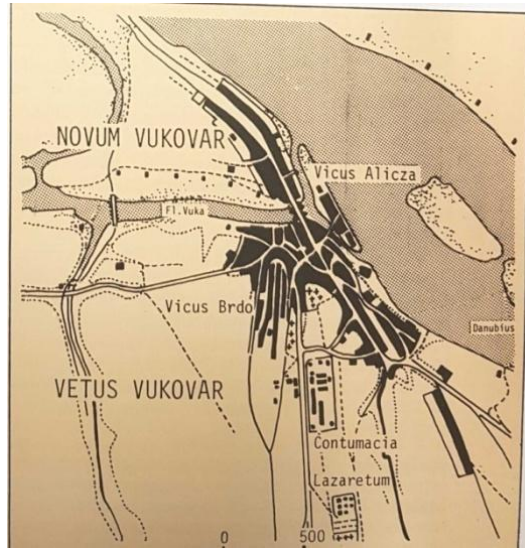 NOVUM VUKOVAR
Vicus Alicza
Fl.Vuka
Vicus Brdo
Danubius
VETUS VUKOVAR
Contumacia
Lazaretum
0 500